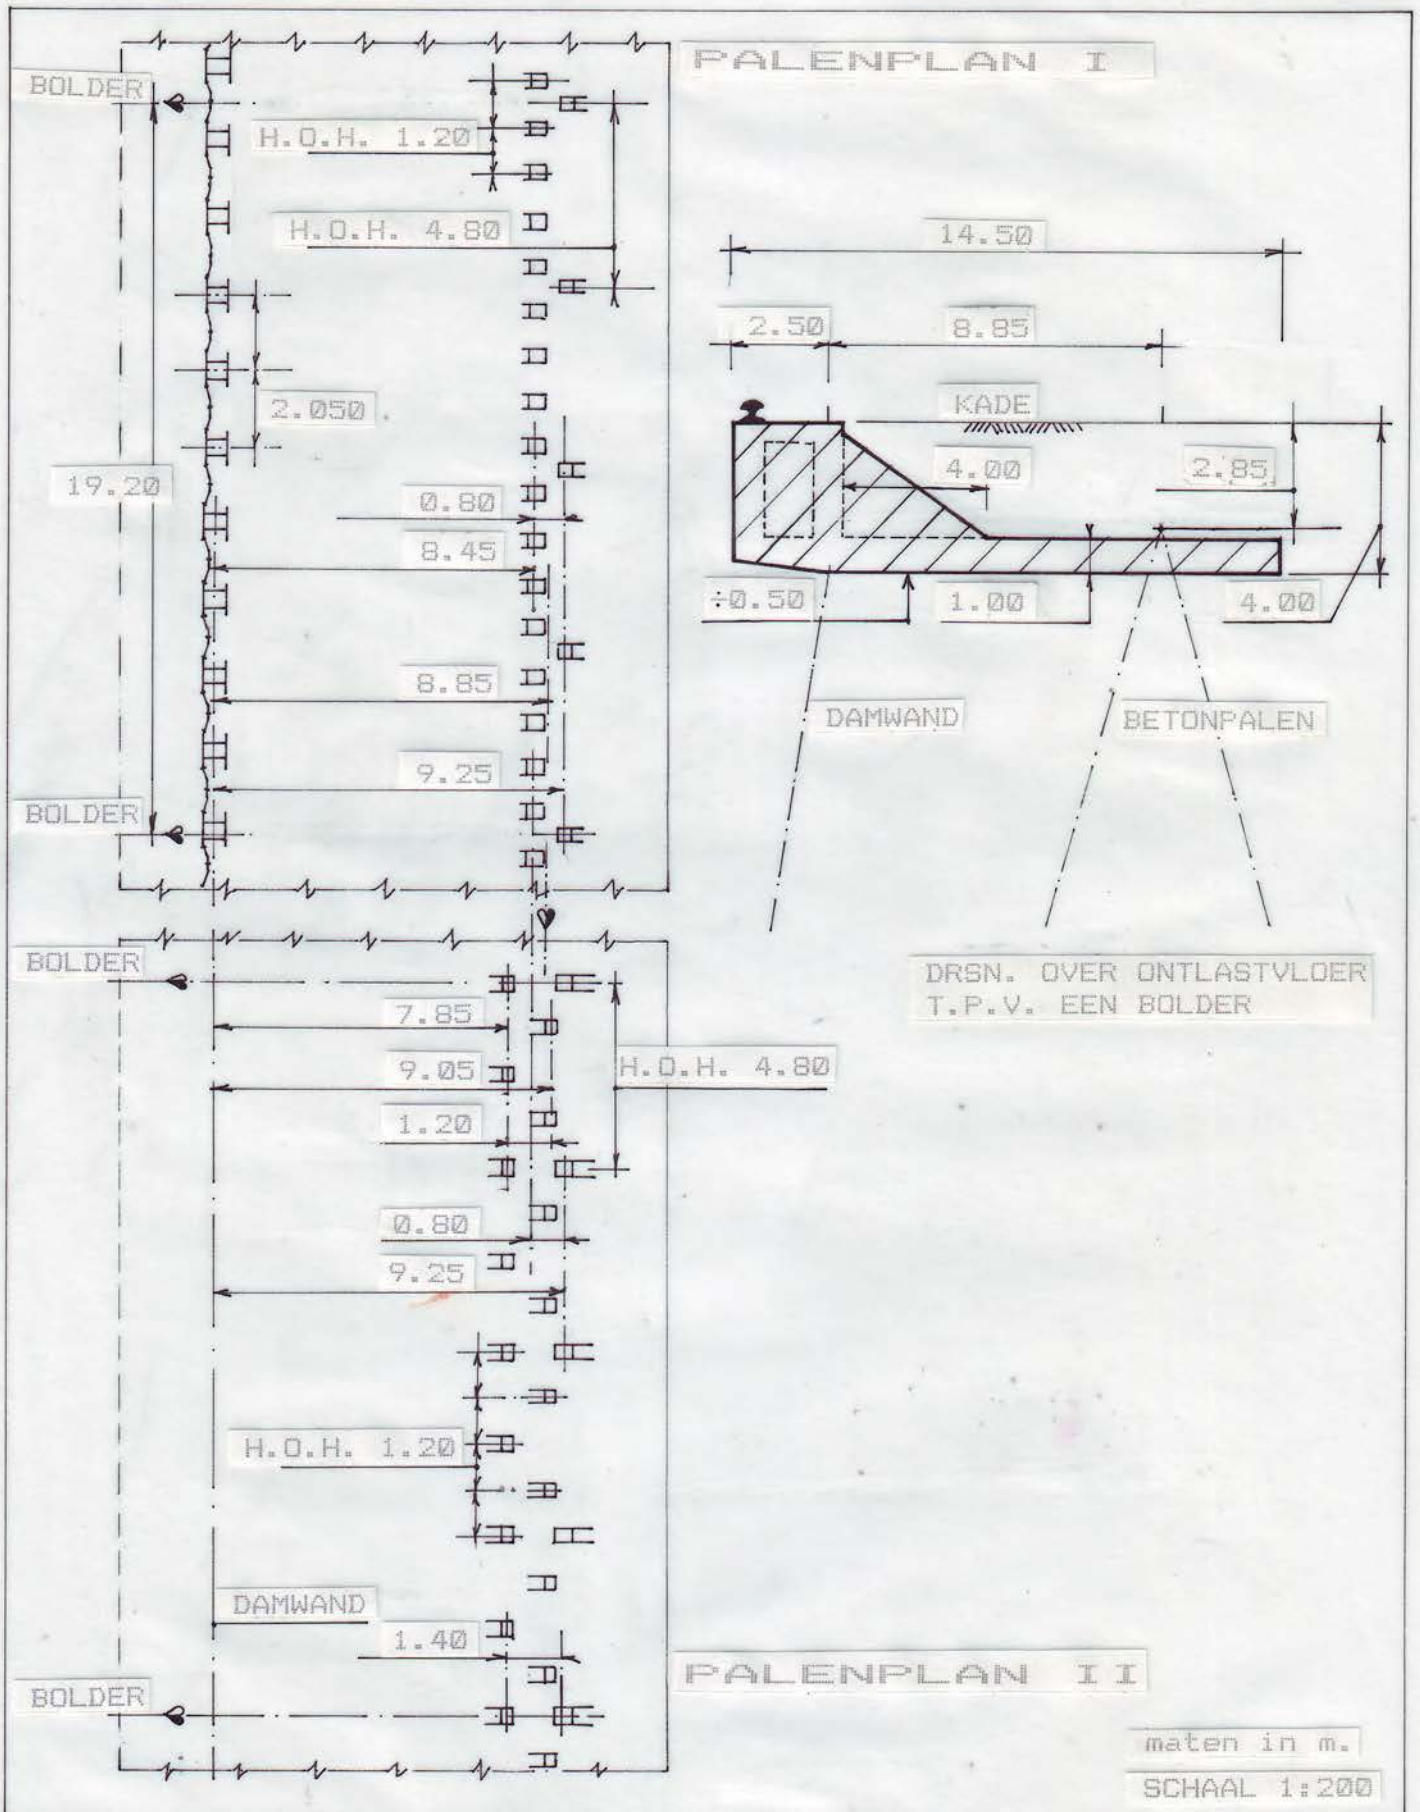 PALENPLAN I
BOLDER
H.O.H. 1.20
H.O.H. 4.80
2.050
19.20
0.80
8.45
8.85
9.25
BOLDER
14.50
2.50
8.85
KADE
4.00
2.85
÷0.50
1.00
4.00
DAMWAND
BETONPALEN
DRSN. OVER ONTLASTVLOER
T.P.V. EEN BOLDER
BOLDER
7.85
9.05
H.O.H. 4.80
1.20
0.80
9.25
H.O.H. 1.20
DAMWAND
1.40
BOLDER
PALENPLAN II
maten in m.
SCHAAL 1:200